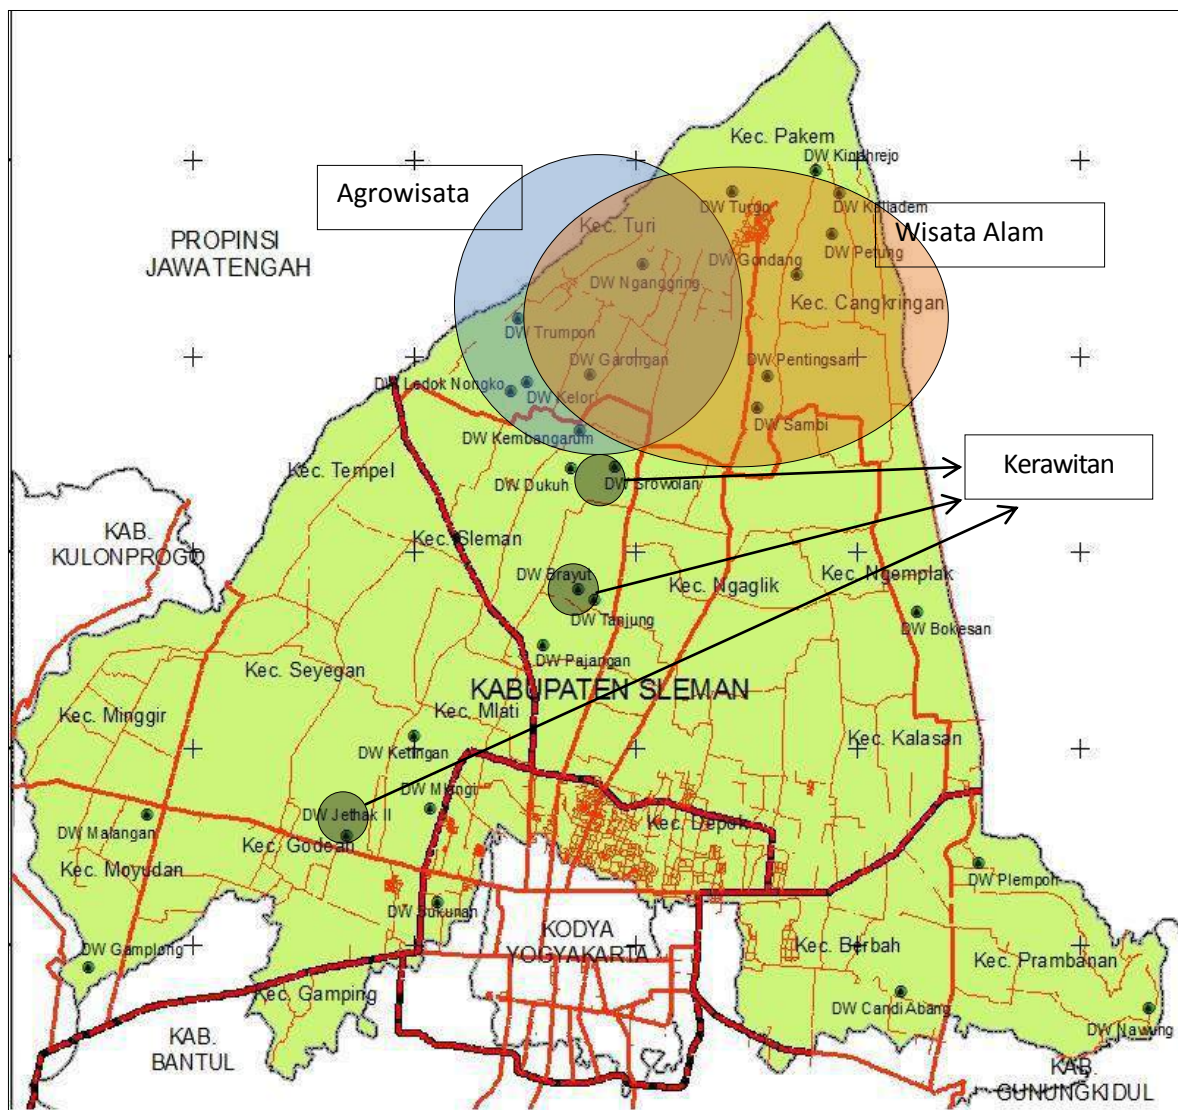 Kec. Pakem
DW Kinahrejo
Agrowisata
DW Turgo
DW Kaliadem
Kec. Turi
Wisata Alam
PROPINSI
JAWA TENGAH
DW Petung
DW Gondang
DW Nganggring
Kec. Cangkringan
DW Trumpon
DW Garongan
DW Pentingsari
DW Ledok Nongko
DW Kelor
DW Sambi
DW Kembangarum
Kec. Tempel
DW Dukuh
DW Srowolan
Kerawitan
KAB.
KULONPROGO
Kec. Sleman
DW Brayut
Kec. Ngaglik
Kec. Ngemplak
DW Tanjung
DW Bokesan
DW Pajangan
Kec. Seyegan
KABUPATEN SLEMAN
Kec. Minggir
Kec. Mlati
Kec. Kalasan
DW Ketingan
DW Mlangi
DW Jethak II
DW Malangan
Kec. Depok
Kec. Godean
Kec. Moyudan
DW Plempoh
DW Sukunan
KODYA
YOGYAKARTA
DW Gamplong
Kec. Berbah
Kec. Prambanan
Kec. Gamping
DW Candi Abang
DW Nawung
KAB.
BANTUL
KAB.
GUNUNGKIDUL